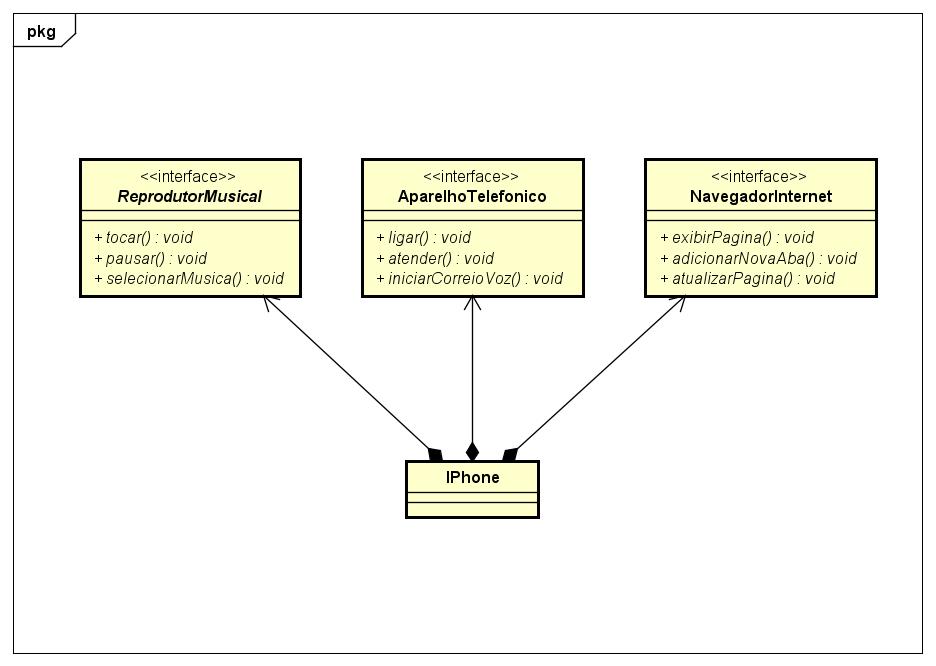 pkg
<<interface>>
ReprodutorMusical
+ tocar() : void
+ pausar() : void
+ selecionarMusica() : void
<<interface>>
AparelhoTelefonico
+ ligar() : void
+ atender() : void
+ iniciarCorreioVoz() : void
<<interface>>
NavegadorInternet
+ exibirPagina() : void
+ adicionarNovaAba() : void
+ atualizarPagina() : void
IPhone